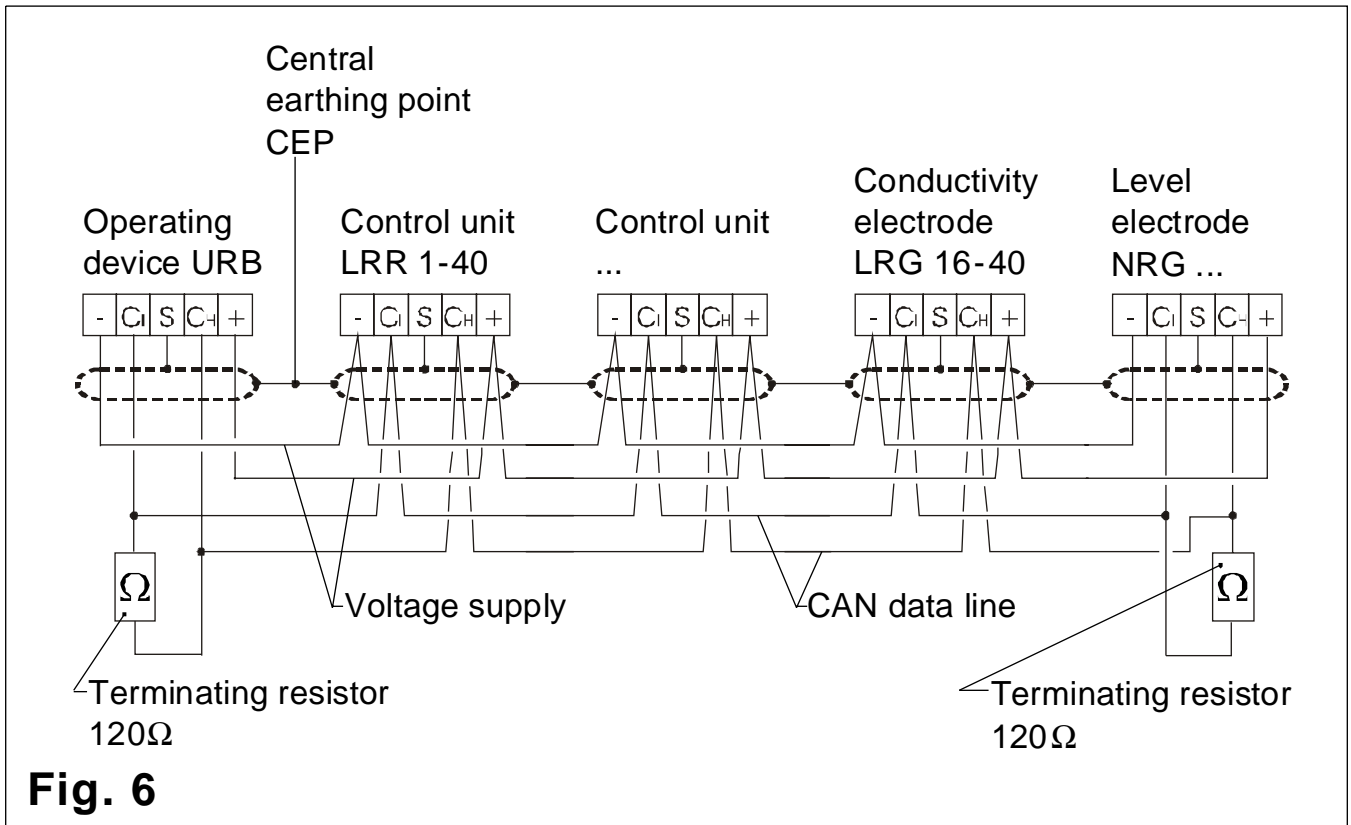 Central
earthing point
CEP
Operating
device URB
Control unit
LRR 1-40
Control unit
...
Conductivity
electrode
LRG 16-40
Level
electrode
NRG ...
- Cl S CH +
- Cl S CH +
- Cl S CH +
- Cl S CH +
- Cl S CH +
Ω
Voltage supply
CAN data line
Ω
Terminating resistor
120Ω
Terminating resistor
120Ω
Fig. 6